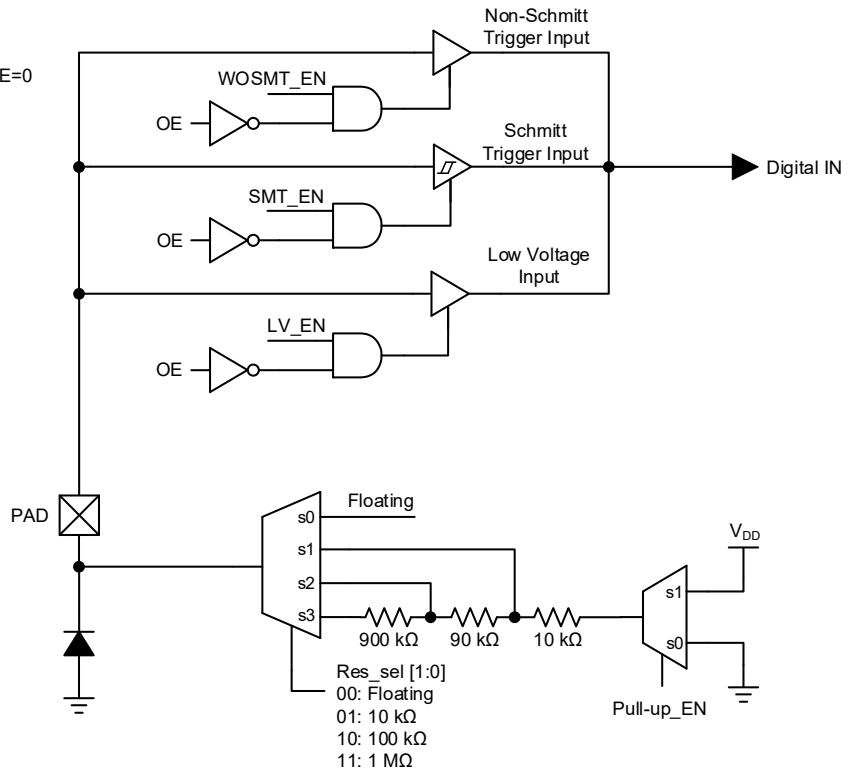 Non-Schmitt
Trigger Input
E=0
WOSMT_EN
OE
Schmitt
Trigger Input
Digital IN
SMT_EN
OE
Low Voltage
Input
LV_EN
OE
PAD
Floating
s0
s1
s2
s3
900 kΩ
90 kΩ
10 kΩ
VDD
s1
s0
Pull-up_EN
Res_sel [1:0]
00: Floating
01: 10 kΩ
10: 100 kΩ
11: 1 MΩ